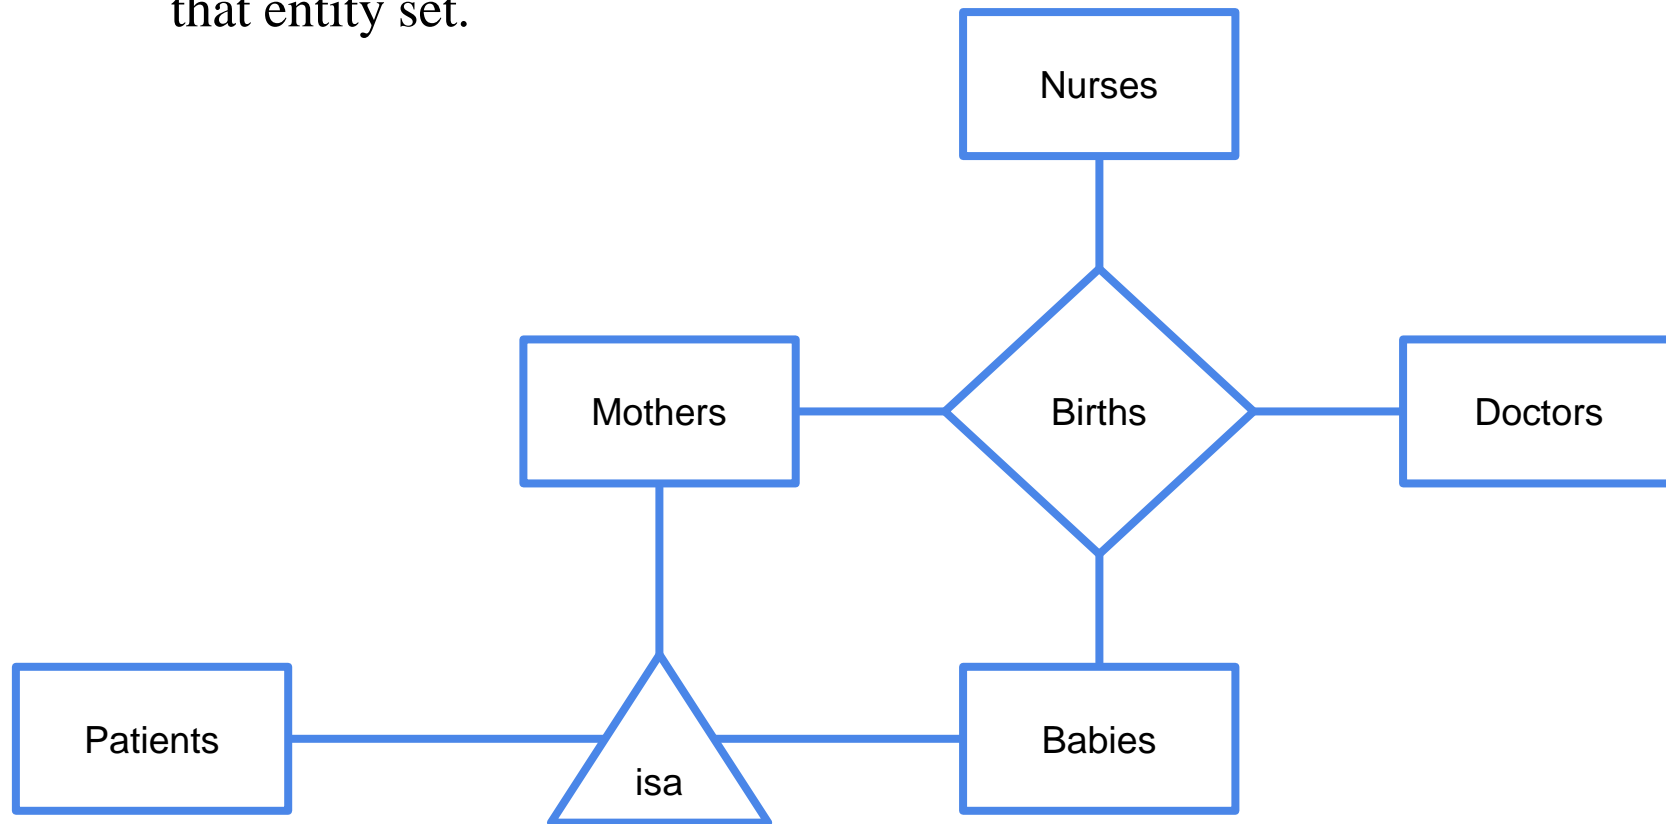 that entity set.
Nurses
Mothers
Births
Doctors
Patients
isa
Babies